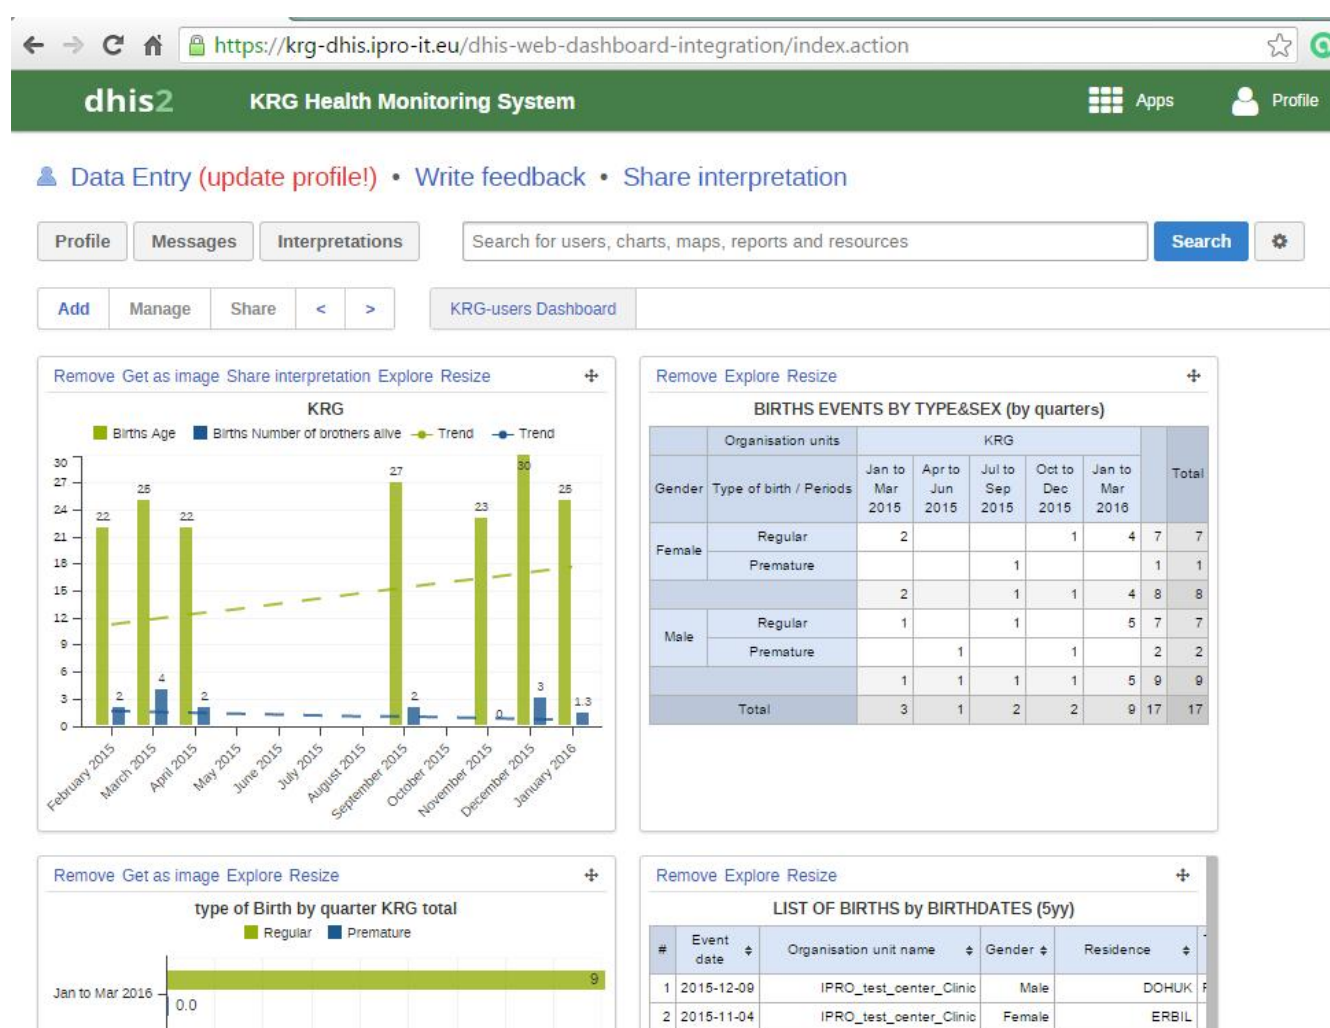 https://krg-dhis.ipro-it.eu/dhis-web-dashboard-integration/index.action
dhis2 KRG Health Monitoring System Apps Profile
Data Entry (update profile!) • Write feedback • Share interpretation
Profile Messages Interpretations Search for users, charts, maps, reports and resources Search
Add Manage Share < > KRG-users Dashboard
Remove Get as image Share interpretation Explore Resize
KRG
Births Age Births Number of brothers alive Trend Trend
30
27
24
21
18
15
12
9
6
3
0
22 25 22 27 23 30 25
2 4 2 2 0 3 1.3
February 2015 March 2015 April 2015 May 2015 June 2015 July 2015 August 2015 September 2015 October 2015 November 2015 December 2015 January 2016
Remove Explore Resize
BIRTHS EVENTS BY TYPE&SEX (by quarters)
Organisation units KRG
Gender Type of birth / Periods Jan to Mar 2015 Apr to Jun 2015 Jul to Sep 2015 Oct to Dec 2015 Jan to Mar 2016 Total
Female Regular 2 1 4 7 7
Premature 1 1 1
2 1 1 4 8 8
Male Regular 1 1 5 7 7
Premature 1 1 2 2
1 1 1 1 5 9 9
Total 3 1 2 2 9 17 17
Remove Get as image Explore Resize
type of Birth by quarter KRG total
Regular Premature
Jan to Mar 2016 9
0.0
Remove Explore Resize
LIST OF BIRTHS by BIRTHDATES (5yy)
# Event date Organisation unit name Gender Residence
1 2015-12-09 IPRO_test_center_Clinic Male DOHUK
2 2015-11-04 IPRO_test_center_Clinic Female ERBIL